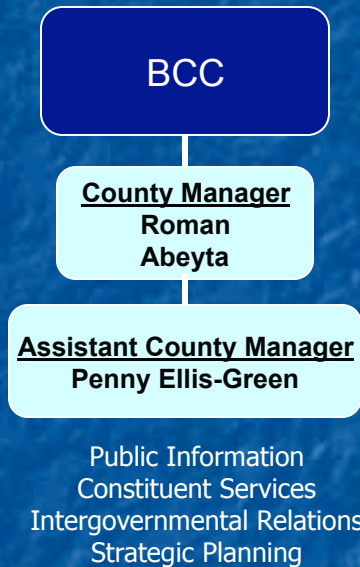 BCC
County Manager
Roman
Abeyta
Assistant County Manager
Penny Ellis-Green
Public Information
Constituent Services
Intergovernmental Relations
Strategic Planning